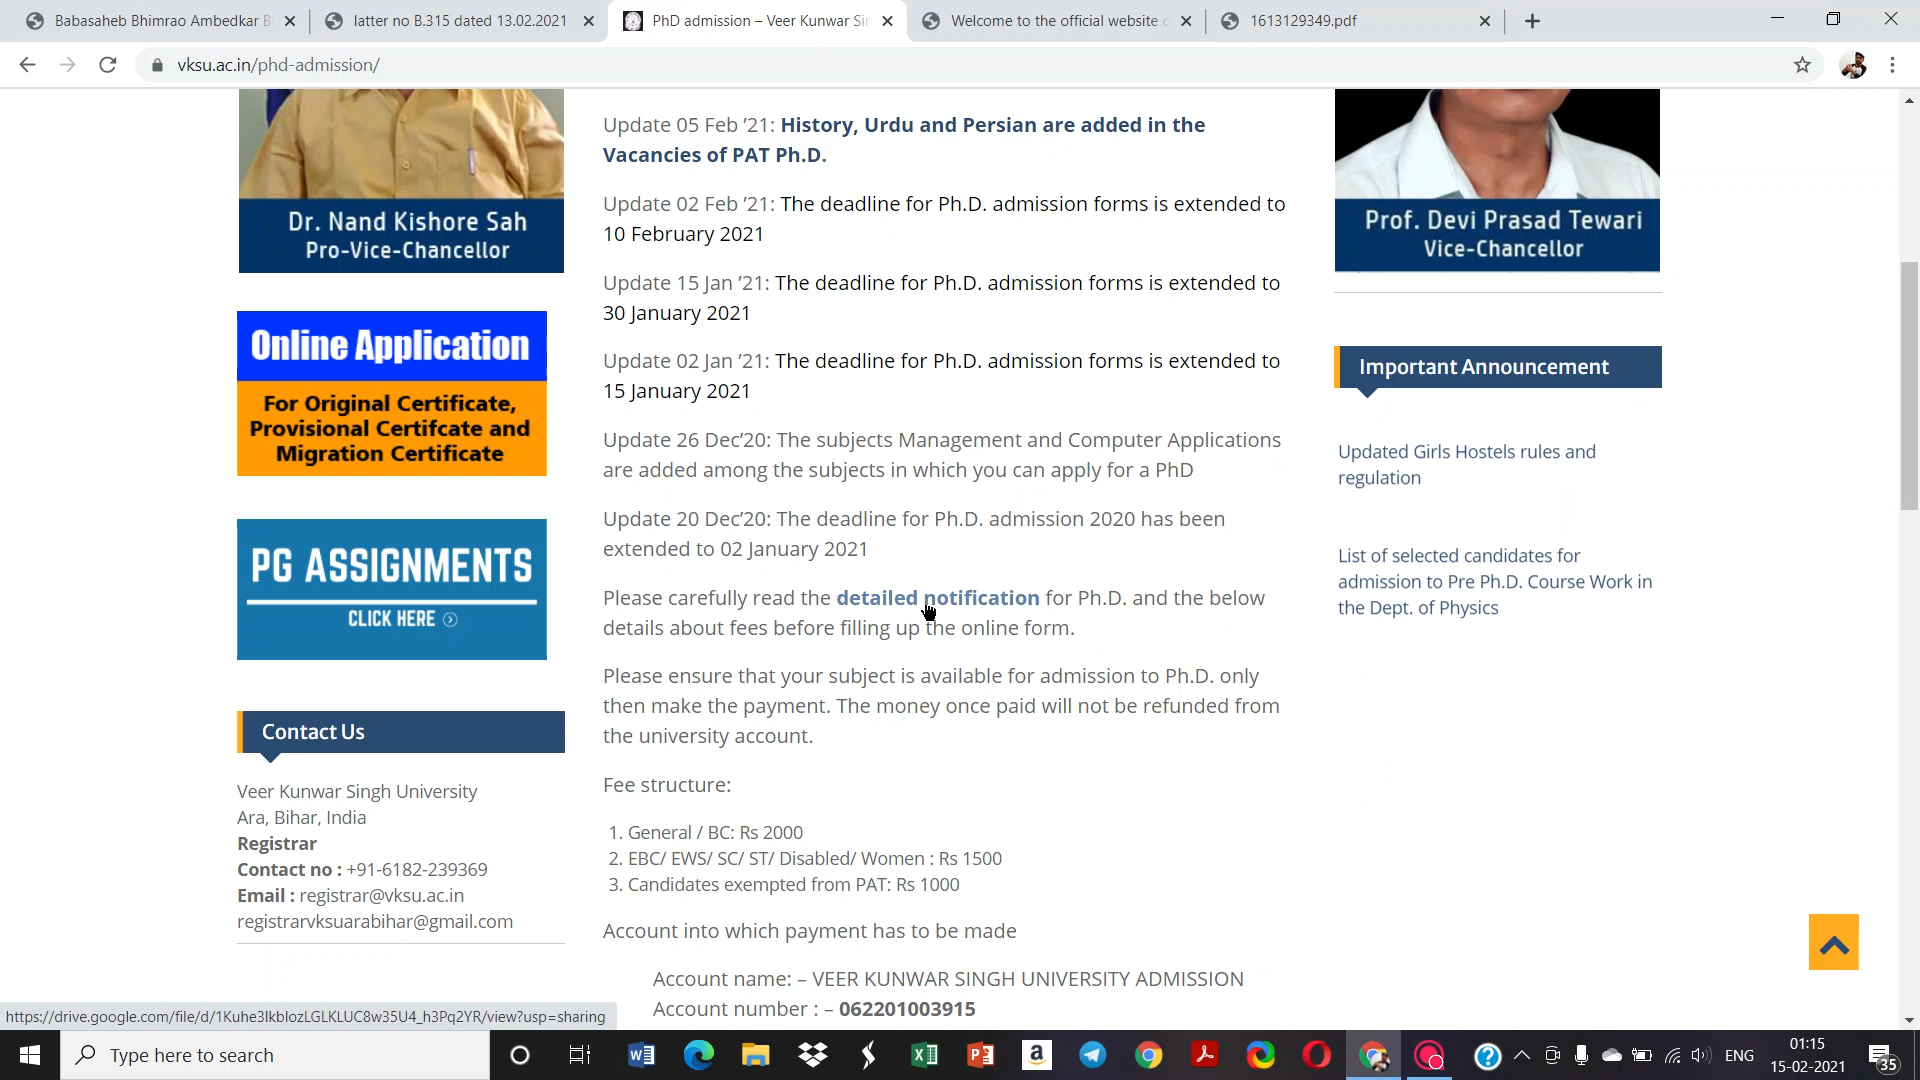 Babasaheb Bhimrao Ambedkar B
latter no B.315 dated 13.02.2021
PhD admission – Veer Kunwar Sin
Welcome to the official website o
1613129349.pdf
vksu.ac.in/phd-admission/
Dr. Nand Kishore Sah
Pro-Vice-Chancellor
Online Application
For Original Certificate,
Provisional Certifcate and
Migration Certificate
PG ASSIGNMENTS
CLICK HERE
Contact Us
Veer Kunwar Singh University
Ara, Bihar, India
Registrar
Contact no : +91-6182-239369
Email : registrar@vksu.ac.in
registrarvksuarabihar@gmail.com
Update 05 Feb ’21: History, Urdu and Persian are added in the
Vacancies of PAT Ph.D.
Update 02 Feb ’21: The deadline for Ph.D. admission forms is extended to
10 February 2021
Update 15 Jan ’21: The deadline for Ph.D. admission forms is extended to
30 January 2021
Update 02 Jan ’21: The deadline for Ph.D. admission forms is extended to
15 January 2021
Update 26 Dec’20: The subjects Management and Computer Applications
are added among the subjects in which you can apply for a PhD
Update 20 Dec’20: The deadline for Ph.D. admission 2020 has been
extended to 02 January 2021
Please carefully read the detailed notification for Ph.D. and the below
details about fees before filling up the online form.
Please ensure that your subject is available for admission to Ph.D. only
then make the payment. The money once paid will not be refunded from
the university account.
Fee structure:
1. General / BC: Rs 2000
2. EBC/ EWS/ SC/ ST/ Disabled/ Women : Rs 1500
3. Candidates exempted from PAT: Rs 1000
Account into which payment has to be made
Account name: – VEER KUNWAR SINGH UNIVERSITY ADMISSION
Account number : – 062201003915
Prof. Devi Prasad Tewari
Vice-Chancellor
Important Announcement
Updated Girls Hostels rules and
regulation
List of selected candidates for
admission to Pre Ph.D. Course Work in
the Dept. of Physics
https://drive.google.com/file/d/1Kuhe3lkblozLGLKLUC8w35U4_h3Pq2YR/view?usp=sharing
Type here to search
ENG
01:15
15-02-2021
35